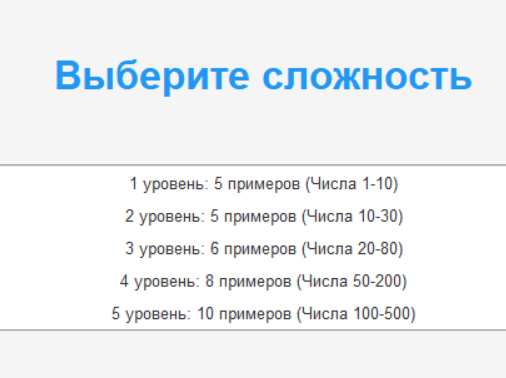 Выберите сложность
1 уровень: 5 примеров (Числа 1-10)
2 уровень: 5 примеров (Числа 10-30)
3 уровень: 6 примеров (Числа 20-80)
4 уровень: 8 примеров (Числа 50-200)
5 уровень: 10 примеров (Числа 100-500)